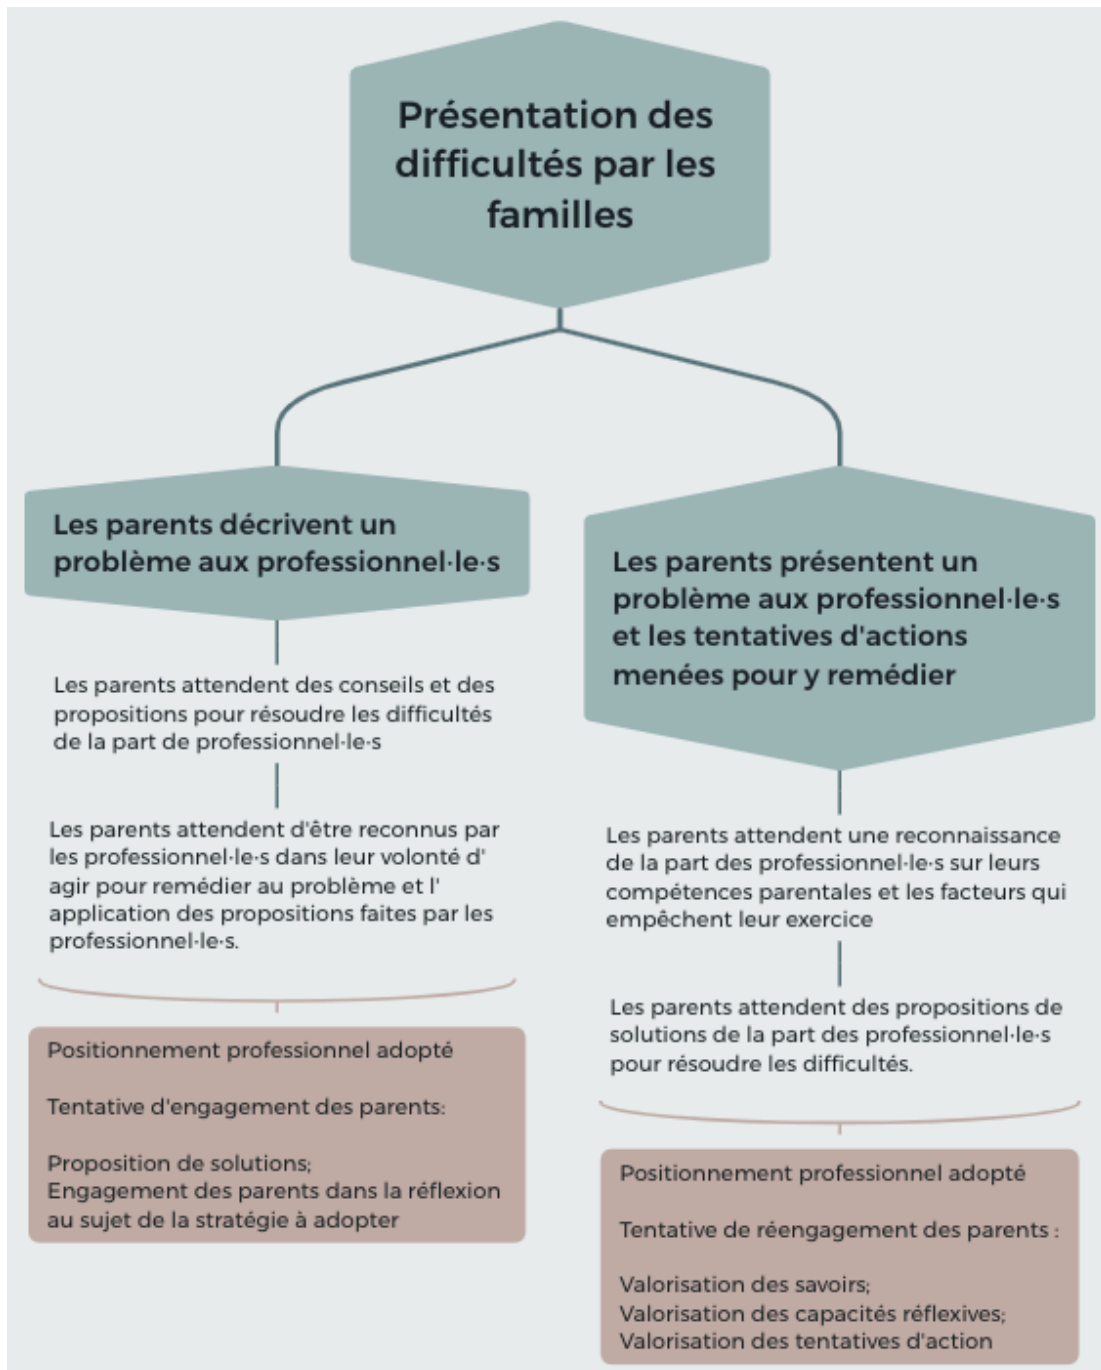 Présentation des
difficultés par les
familles
Les parents décrivent un
problème aux professionnel·le·s
Les parents attendent des conseils et des
propositions pour résoudre les difficultés
de la part de professionnel·le·s
Les parents attendent d'être reconnus par
les professionnel·le·s dans leur volonté d'
agir pour remédier au problème et l'
application des propositions faites par les
professionnel·le·s.
Positionnement professionnel adopté
Tentative d'engagement des parents:
Proposition de solutions;
Engagement des parents dans la réflexion
au sujet de la stratégie à adopter
Les parents présentent un
problème aux professionnel·le·s
et les tentatives d'actions
menées pour y remédier
Les parents attendent une reconnaissance
de la part des professionnel·le·s sur leurs
compétences parentales et les facteurs qui
empêchent leur exercice
Les parents attendent des propositions de
solutions de la part des professionnel·le·s
pour résoudre les difficultés.
Positionnement professionnel adopté
Tentative de réengagement des parents :
Valorisation des savoirs;
Valorisation des capacités réflexives;
Valorisation des tentatives d'action